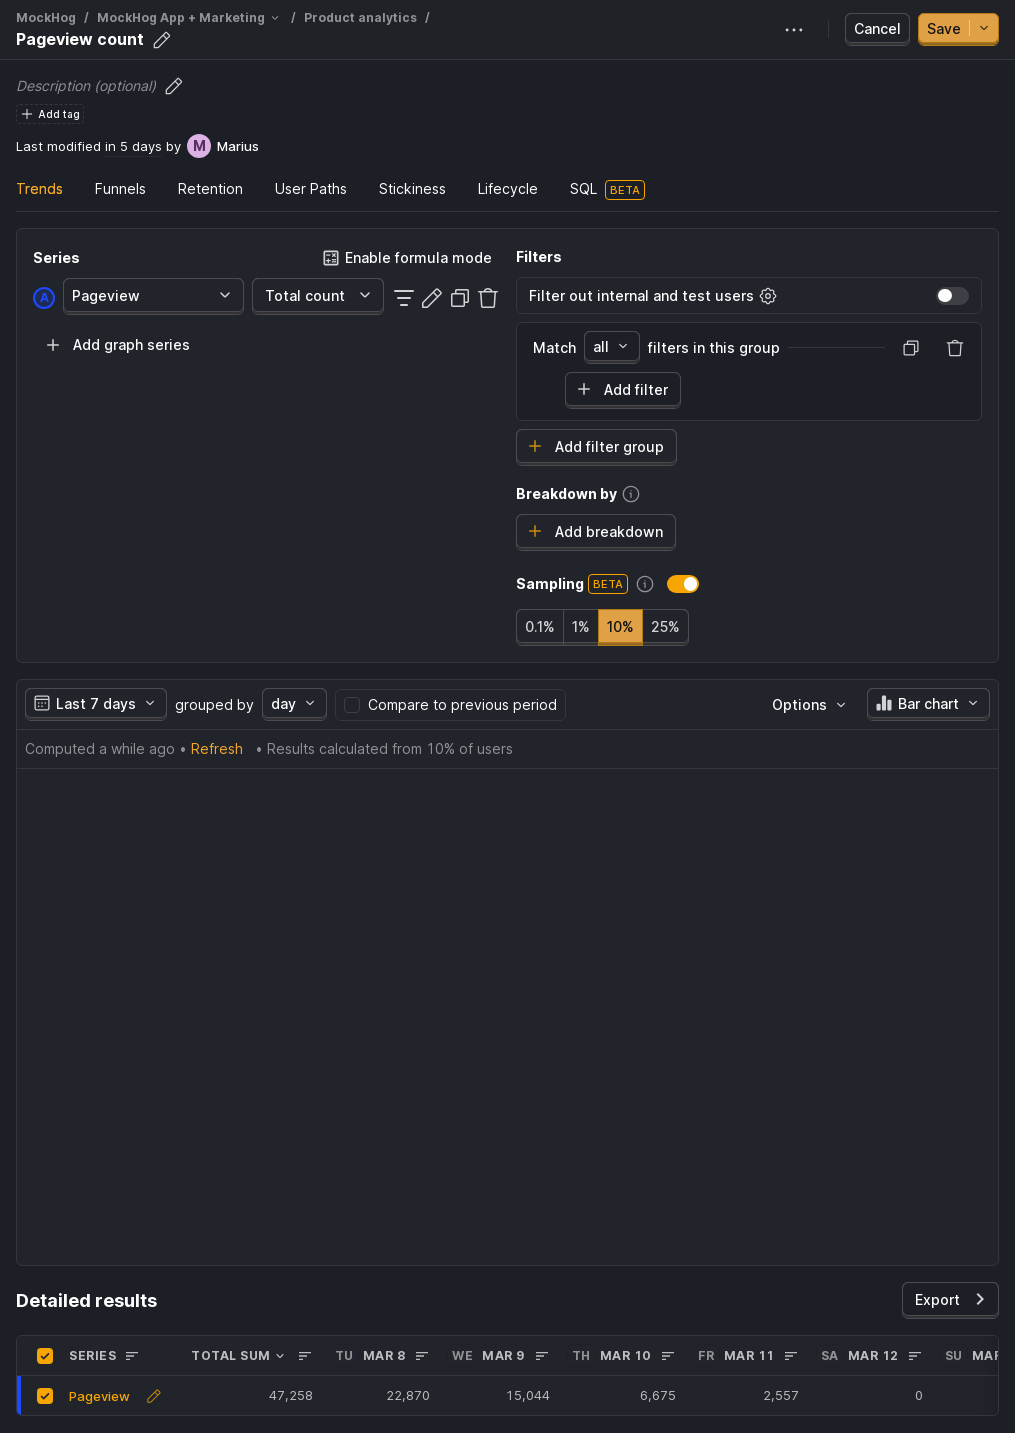 MockHog / MockHog App + Marketing / Product analytics /
Pageview count
Cancel
Save
Description (optional)
Add tag
Last modified in 5 days by M Marius
Trends Funnels Retention User Paths Stickiness Lifecycle SQL BETA
Series
Enable formula mode
A Pageview Total count
Add graph series
Filters
Filter out internal and test users
Match all filters in this group
Add filter
Add filter group
Breakdown by
Add breakdown
Sampling BETA
0.1% 1% 10% 25%
Last 7 days grouped by day Compare to previous period Options Bar chart
Computed a while ago • Refresh • Results calculated from 10% of users
Detailed results
Export
SERIES TOTAL SUM TU MAR 8 WE MAR 9 TH MAR 10 FR MAR 11 SA MAR 12 SU MAR
Pageview 47,258 22,870 15,044 6,675 2,557 0